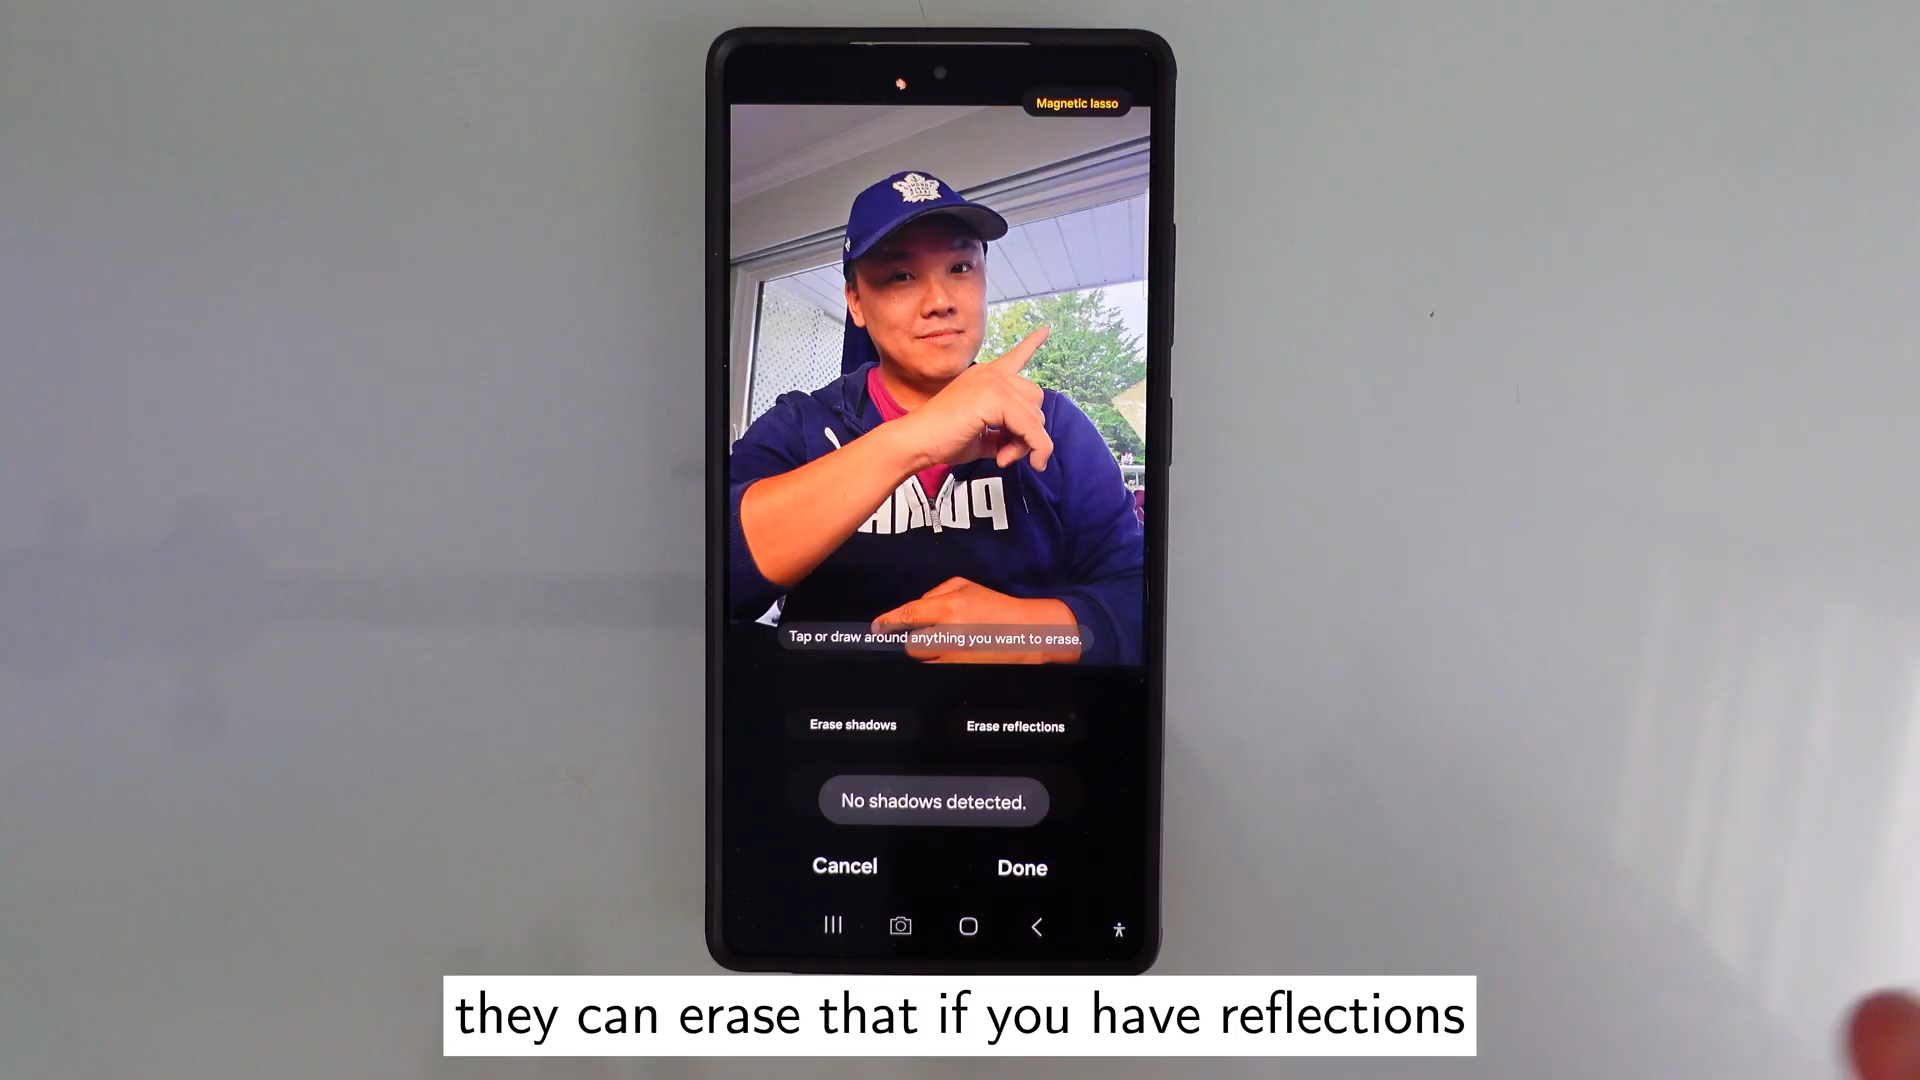 Magnetic lasso
PUMA
Tap or draw around anything you want to erase.
Erase shadows
Erase reflections
No shadows detected.
Cancel
Done
they can erase that if you have reflections